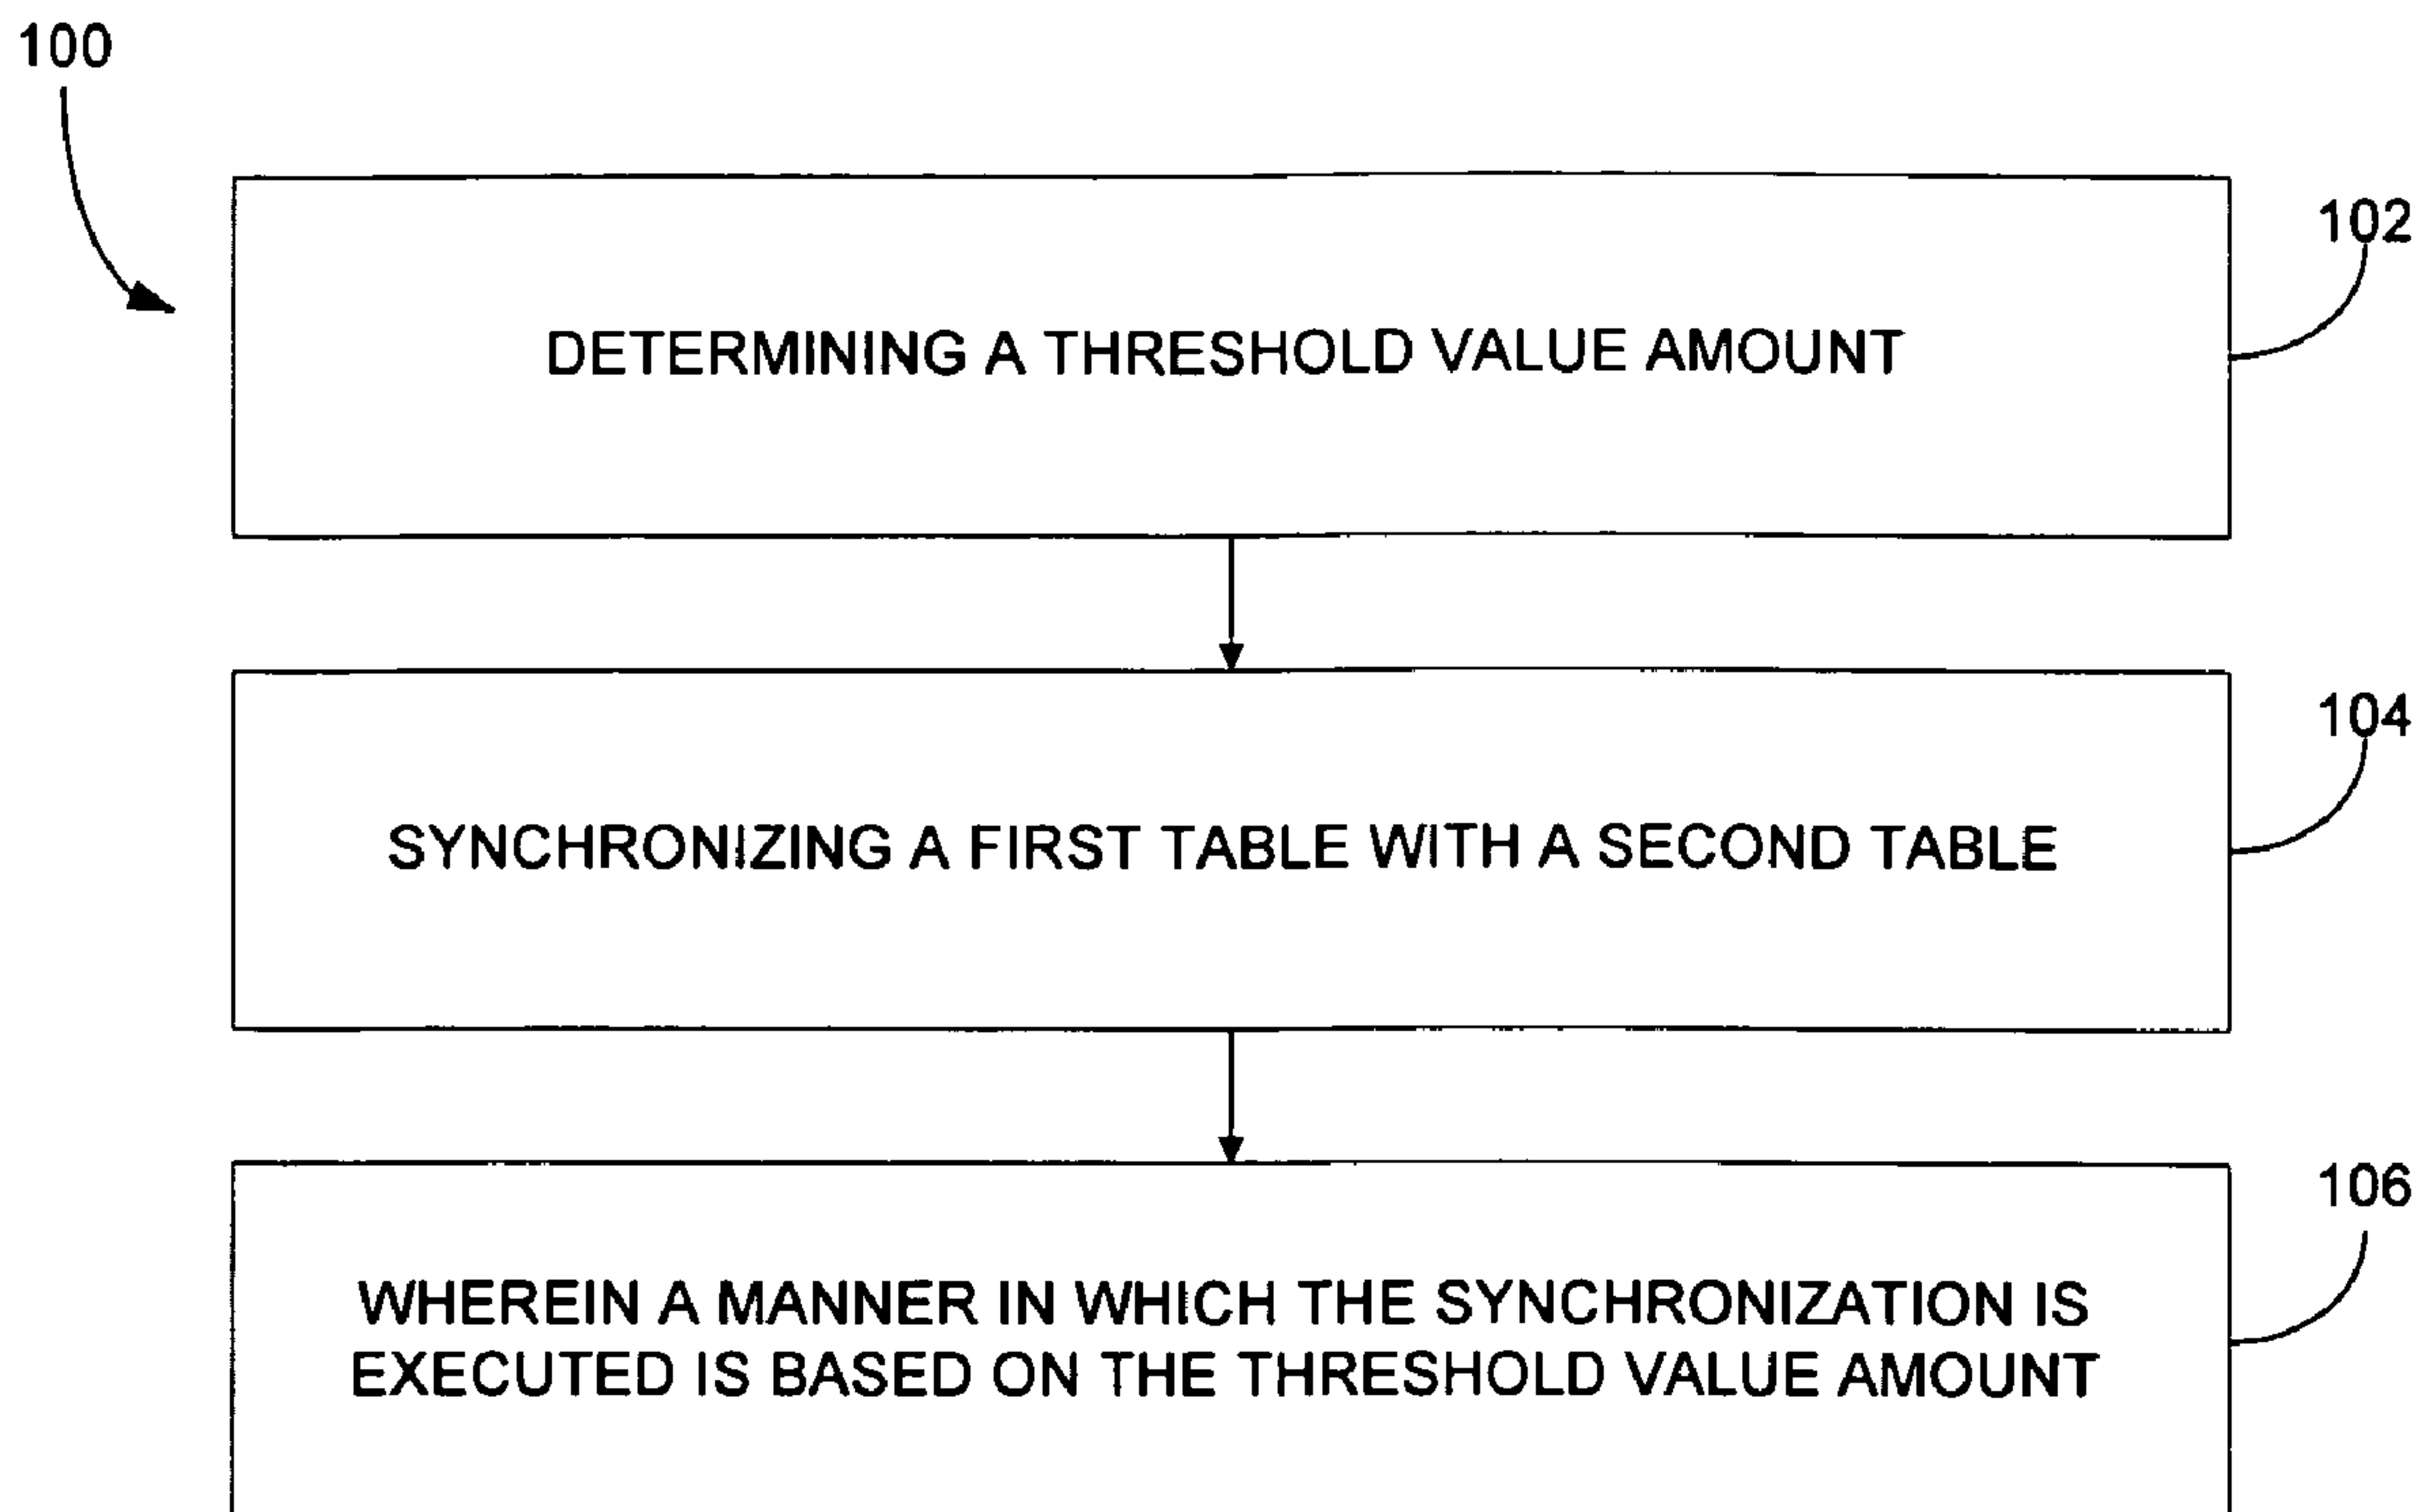 100
102
DETERMINING A THRESHOLD VALUE AMOUNT
104
SYNCHRONIZING A FIRST TABLE WITH A SECOND TABLE
106
WHEREIN A MANNER IN WHICH THE SYNCHRONIZATION IS
EXECUTED IS BASED ON THE THRESHOLD VALUE AMOUNT